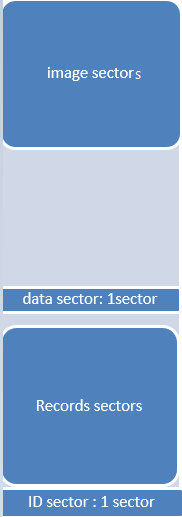 image sectors
data sector: 1sector
Records sectors
ID sector : 1 sector